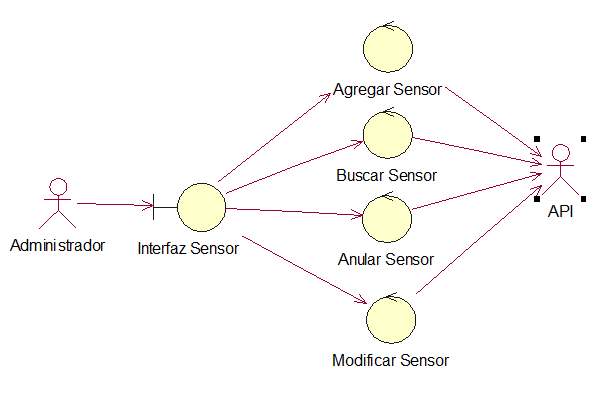 Agregar Sensor
Buscar Sensor
API
Administrador
Interfaz Sensor
Anular Sensor
Modificar Sensor